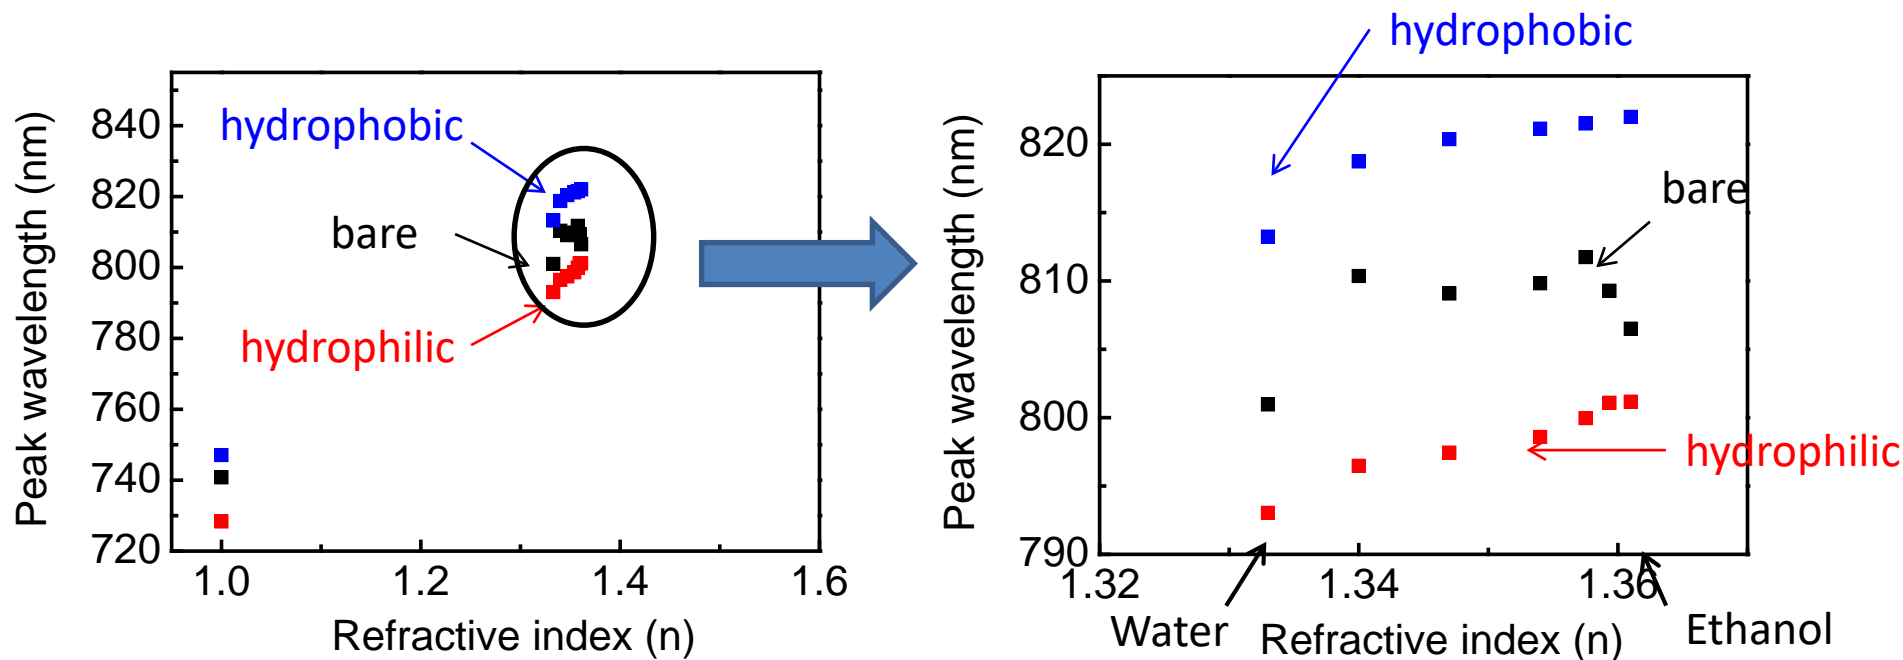 hydrophobic
bare
hydrophilic
Peak wavelength (nm)
840
820
800
780
760
740
720
1.0
1.2
1.4
1.6
Refractive index (n)
hydrophobic
bare
hydrophilic
Peak wavelength (nm)
820
810
800
790
1.32
1.34
1.36
Water
Refractive index (n)
Ethanol